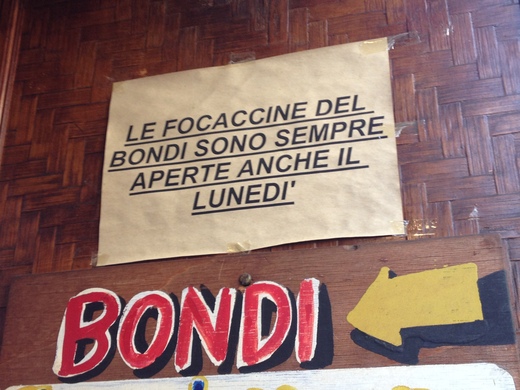 LE FOCACCINE DEL
BONDI SONO SEMPRE
APERTE ANCHE IL
LUNEDI'
BONDI